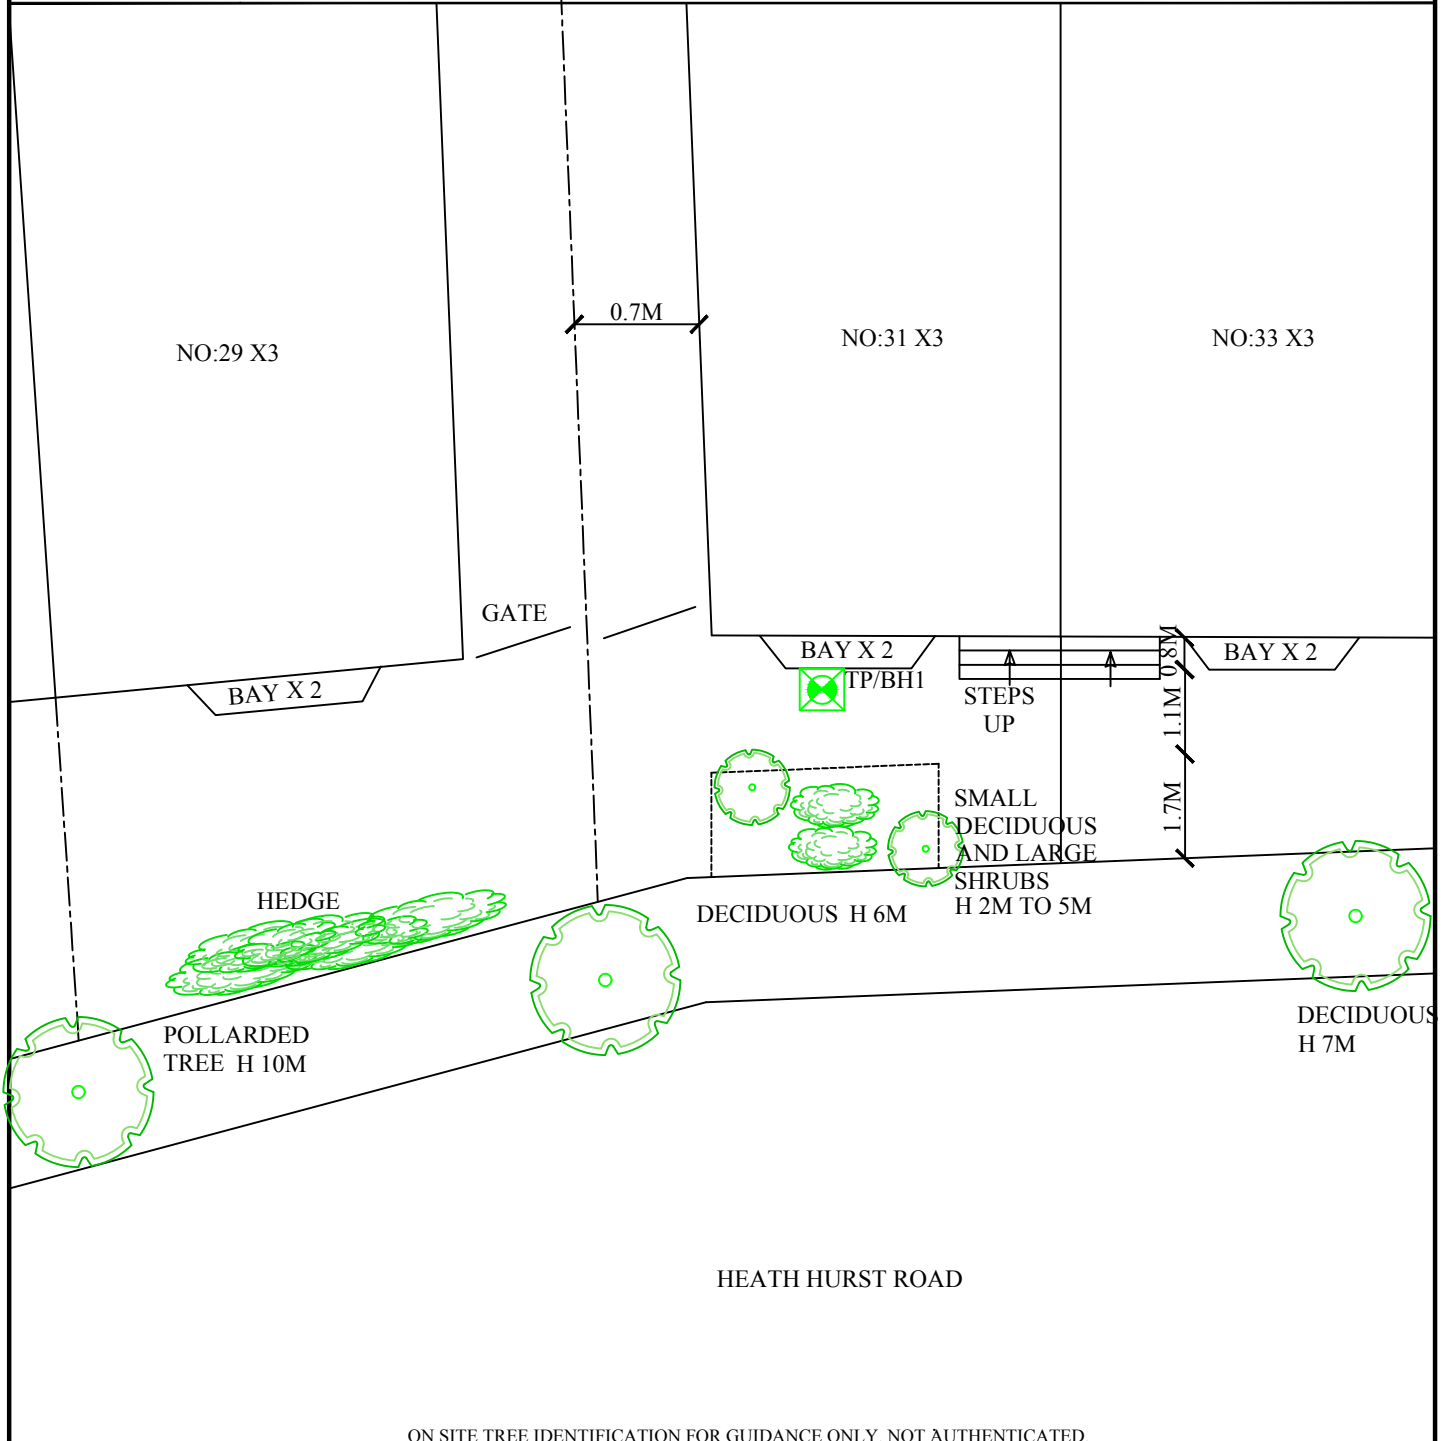 0.7M
NO:29 X3
NO:31 X3
NO:33 X3
GATE
BAY X 2
BAY X 2
BAY X 2
0.8M
TP/BH1
STEPS
UP
1.1M
1.7M
SMALL
DECIDUOUS
AND LARGE
SHRUBS
H 2M TO 5M
HEDGE
DECIDUOUS H 6M
POLLARDED
TREE H 10M
DECIDUOUS
H 7M
HEATH HURST ROAD
ON SITE TREE IDENTIFICATION FOR GUIDANCE ONLY. NOT AUTHENTICATED.